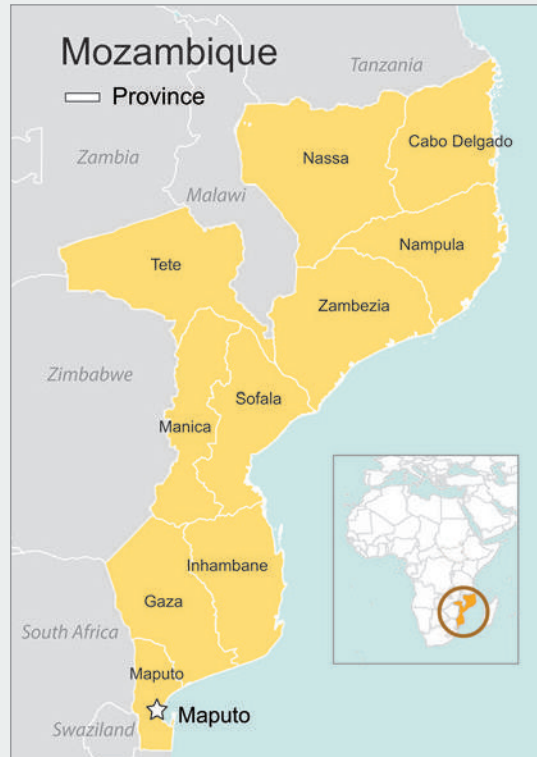 Mozambique
Province
Tanzania
Cabo Delgado
Nassa
Zambia
Malawi
Nampula
Tete
Zambezia
Zimbabwe
Sofala
Manica
Inhambane
Gaza
South Africa
Maputo
Maputo
Swaziland